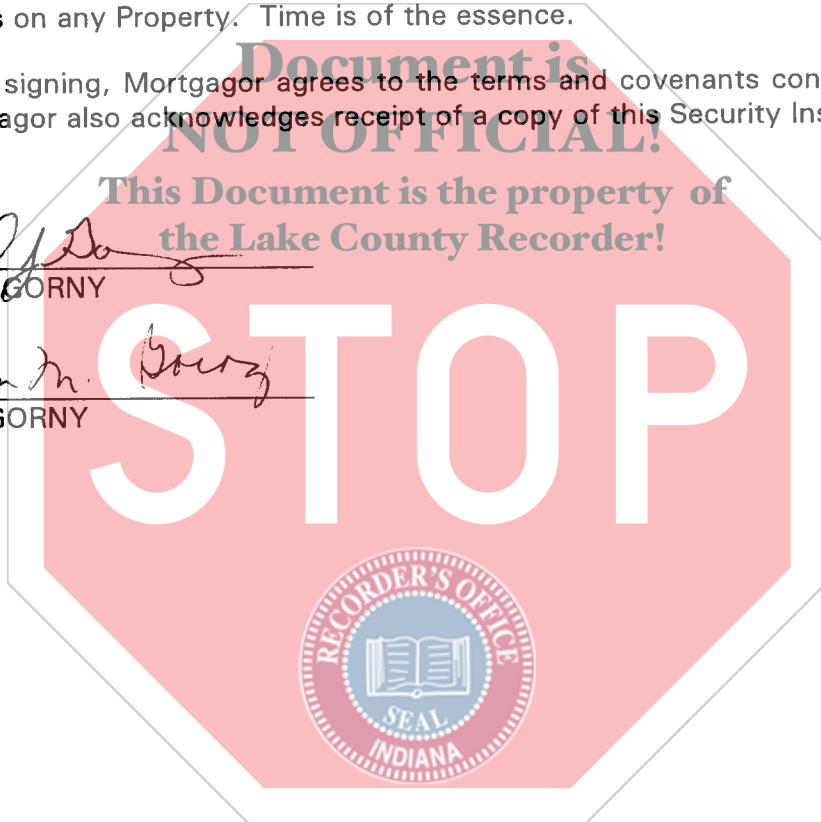 s on any Property. Time is of the essence.
Document is
signing, Mortgagor agrees to the terms and covenants con
agor also acknowledges receipt of a copy of this Security Ins
NOT OFFICIAL!
This Document is the property of
the Lake County Recorder!
GORNY
M. Gorny
GORNY
STOP
RECORDER'S OFFICE
SEAL
INDIANA